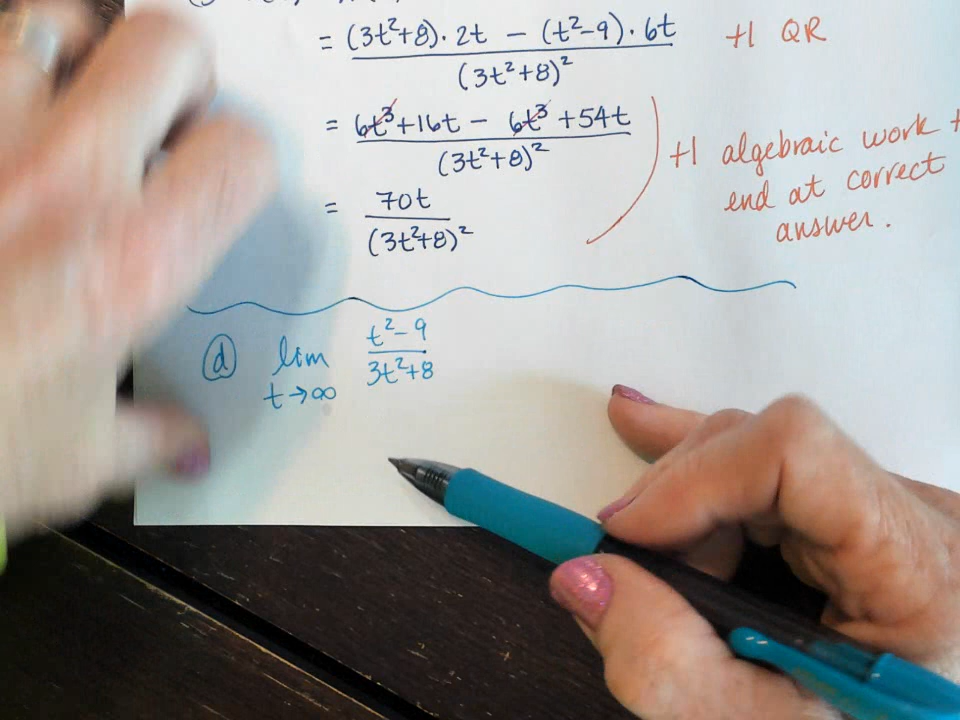 = (3t²+8)·2t − (t²−9)·6t +1 QR
(3t²+8)²
= 6t³+16t − 6t³+54t
(3t²+8)²
+1 algebraic work +
end at correct
answer.
= 70t
(3t²+8)²
(d) lim t²−9
t→∞ 3t²+8